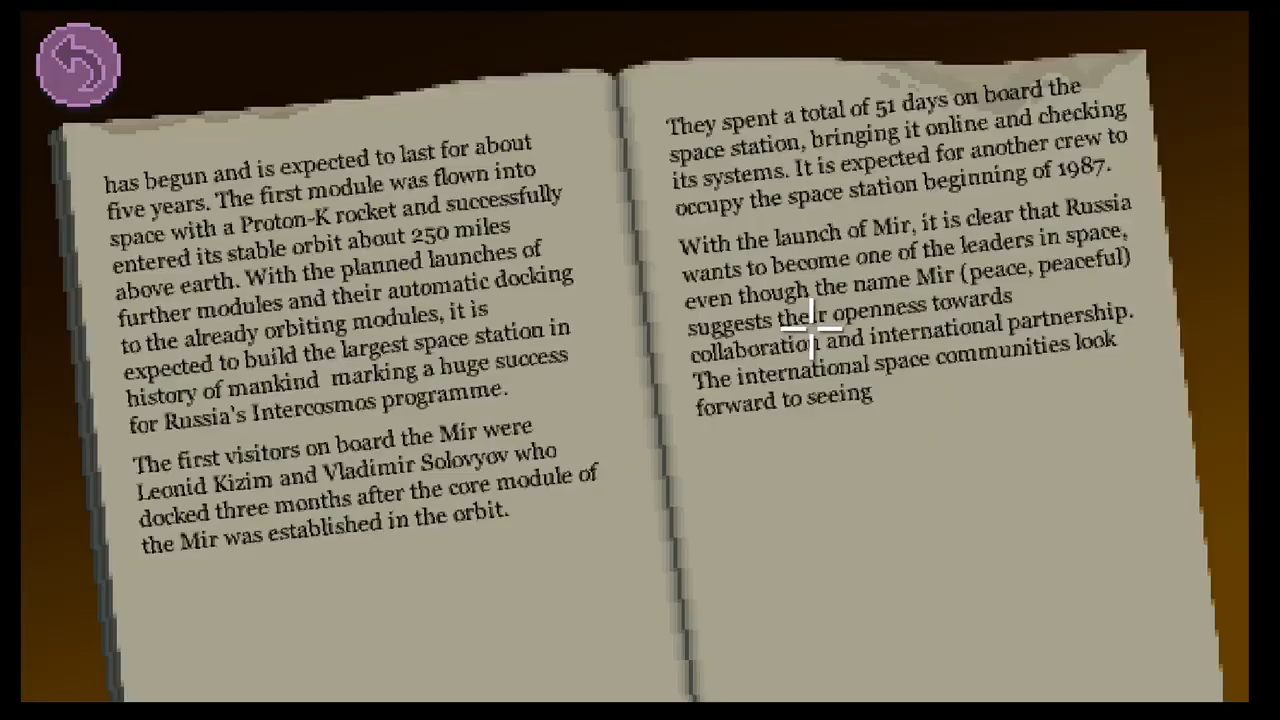 has begun and is expected to last for about
five years. The first module was flown into
space with a Proton-K rocket and successfully
entered its stable orbit about 250 miles
above earth. With the planned launches of
further modules and their automatic docking
to the already orbiting modules, it is
expected to build the largest space station in
history of mankind  marking a huge success
for Russia's Intercosmos programme.
The first visitors on board the Mir were
Leonid Kizim and Vladimir Solovyov who
docked three months after the core module of
the Mir was established in the orbit.
They spent a total of 51 days on board the
space station, bringing it online and checking
its systems. It is expected for another crew to
occupy the space station beginning of 1987.
With the launch of Mir, it is clear that Russia
wants to become one of the leaders in space,
even though the name Mir (peace, peaceful)
suggests their openness towards
collaboration and international partnership.
The international space communities look
forward to seeing